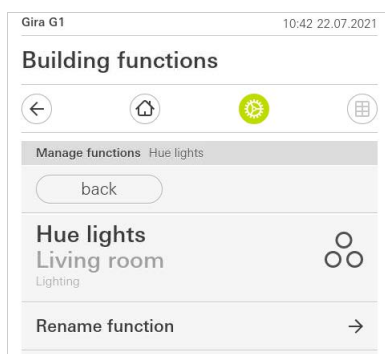 Gira G1 10:42 22.07.2021
Building functions
Manage functions Hue lights
back
Hue lights
Living room
Lighting
Rename function